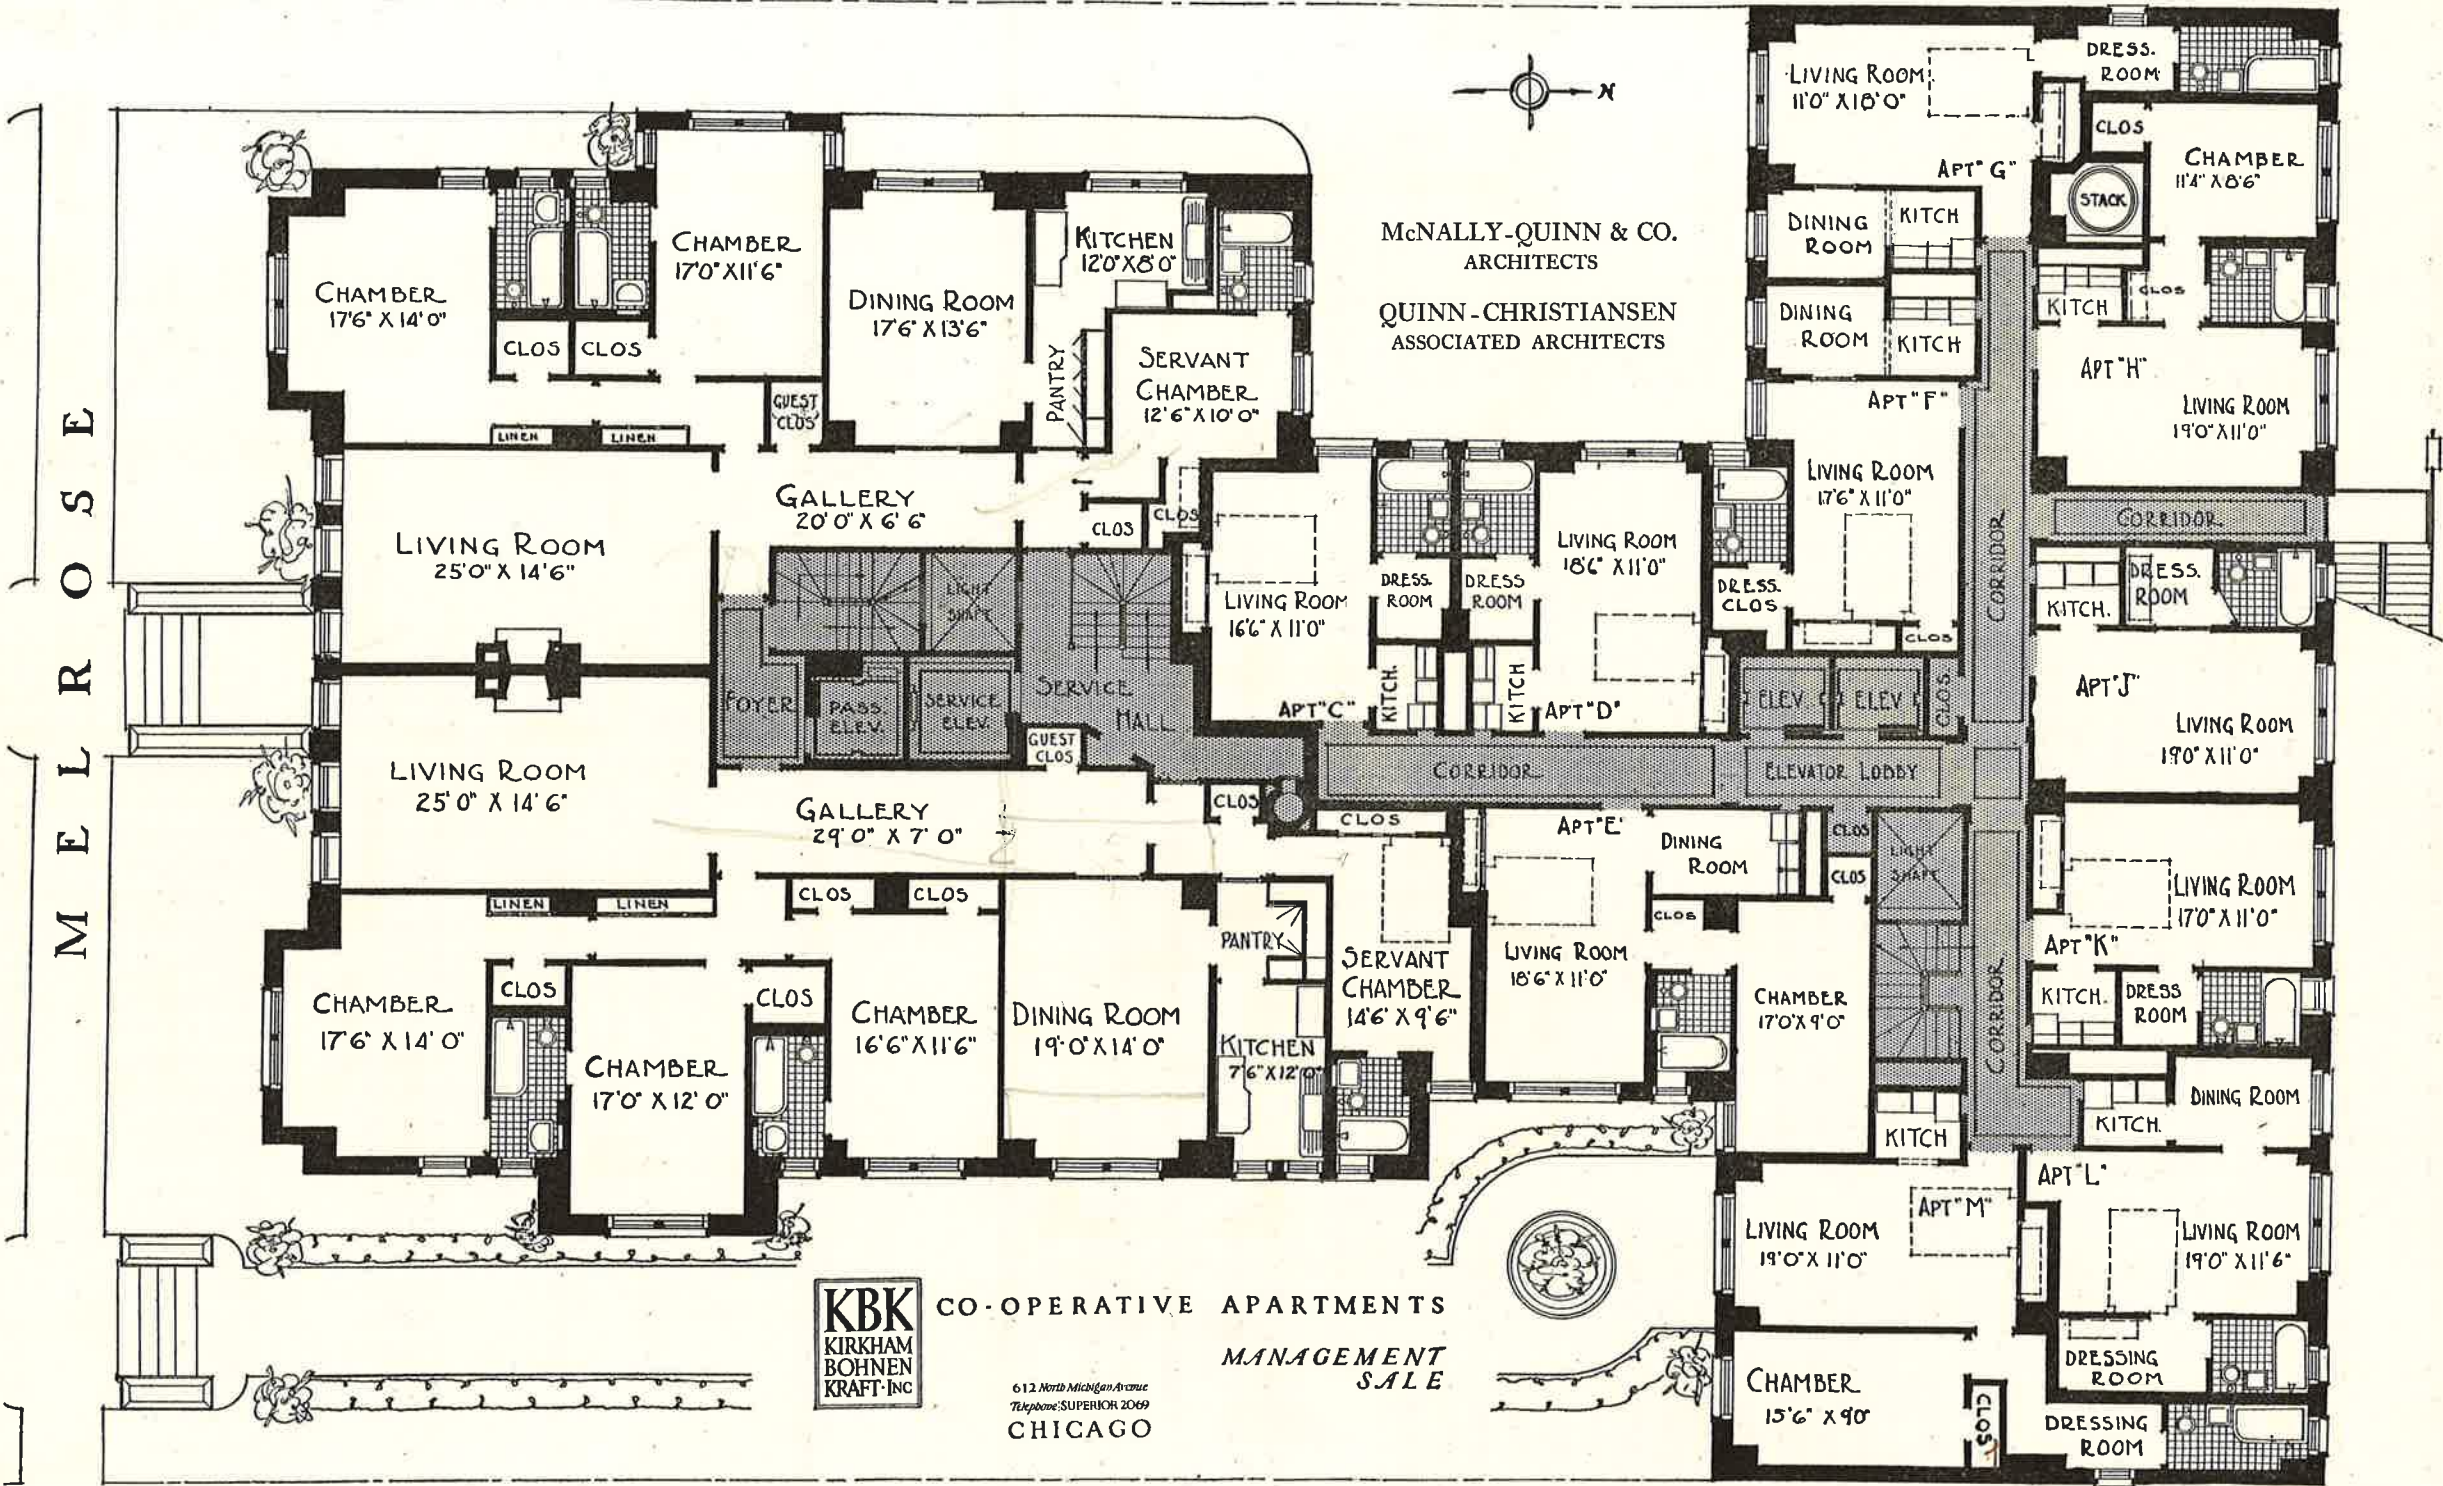 MELROSE
N
McNALLY-QUINN & CO.
ARCHITECTS
QUINN-CHRISTIANSEN
ASSOCIATED ARCHITECTS
CHAMBER
17'6" X 14'0"
CLOS
CLOS
CHAMBER
17'0" X 11'6"
GUEST
CLOS
LINEN
LINEN
DINING ROOM
17'6" X 13'6"
KITCHEN
12'0" X 8'0"
PANTRY
SERVANT
CHAMBER
12'6" X 10'0"
LIVING ROOM
25'0" X 14'6"
GALLERY
20'0" X 6'6"
CLOS
CLOS
LIGHT
SHAFT
FOYER
PASS.
ELEV.
SERVICE
ELEV.
SERVICE
HALL
GUEST
CLOS
LIVING ROOM
25'0" X 14'6"
GALLERY
29'0" X 7'0"
CLOS
LINEN
LINEN
CLOS
CLOS
CHAMBER
17'6" X 14'0"
CLOS
CHAMBER
17'0" X 12'0"
CLOS
CHAMBER
16'6" X 11'6"
DINING ROOM
19'0" X 14'0"
PANTRY
KITCHEN
7'6" X 12'0"
CLOS
SERVANT
CHAMBER
14'6" X 9'6"
LIVING ROOM
16'6" X 11'0"
APT "C"
DRESS.
ROOM
KITCH.
DRESS
ROOM
KITCH
LIVING ROOM
18'6" X 11'0"
APT "D"
DRESS.
CLOS
ELEV.
ELEV
CLOS
CORRIDOR
ELEVATOR LOBBY
APT "E"
DINING
ROOM
CLOS
CLOS
CLOS
LIVING ROOM
18'6" X 11'0"
CHAMBER
17'0" X 9'0"
LIGHT
SHAFT
LIVING ROOM
11'0" X 18'0"
APT "G"
DRESS.
ROOM
CLOS
STACK
DINING
ROOM
KITCH
DINING
ROOM
KITCH
APT "F"
LIVING ROOM
17'6" X 11'0"
CLOS
CORRIDOR
CHAMBER
11'4" X 8'6"
KITCH
CLOS
APT "H"
LIVING ROOM
19'0" X 11'0"
CORRIDOR
KITCH.
DRESS.
ROOM
APT "J"
LIVING ROOM
19'0" X 11'0"
LIVING ROOM
17'0" X 11'0"
APT "K"
KITCH.
DRESS
ROOM
CORRIDOR
KITCH.
DINING ROOM
KITCH
APT "L"
LIVING ROOM
19'0" X 11'6"
DRESSING
ROOM
APT "M"
LIVING ROOM
19'0" X 11'0"
CHAMBER
15'6" X 9'0"
CLOS
DRESSING
ROOM
KBK
KIRKHAM
BOHNEN
KRAFT·INC
CO-OPERATIVE APARTMENTS
MANAGEMENT
SALE
612 North Michigan Avenue
Telephone: SUPERIOR 2069
CHICAGO